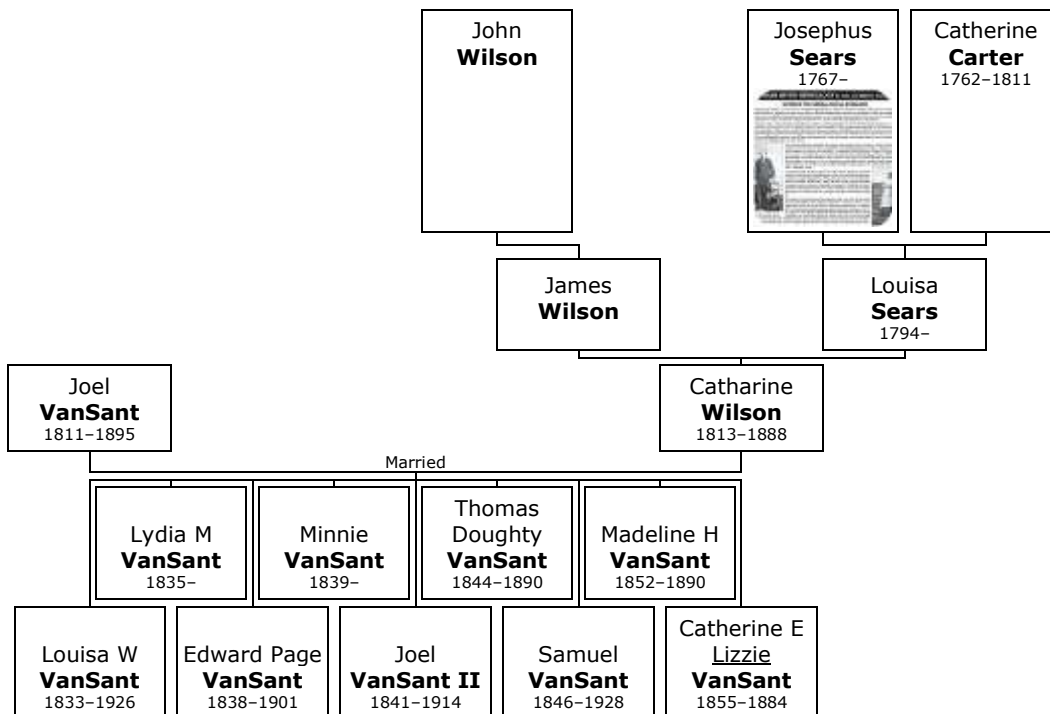 John
Wilson
Josephus
Sears
1767–
Catherine
Carter
1762–1811
James
Wilson
Louisa
Sears
1794–
Joel
VanSant
1811–1895
Catharine
Wilson
1813–1888
Married
Lydia M
VanSant
1835–
Minnie
VanSant
1839–
Thomas
Doughty
VanSant
1844–1890
Madeline H
VanSant
1852–1890
Louisa W
VanSant
1833–1926
Edward Page
VanSant
1838–1901
Joel
VanSant II
1841–1914
Samuel
VanSant
1846–1928
Catherine E
Lizzie
VanSant
1855–1884